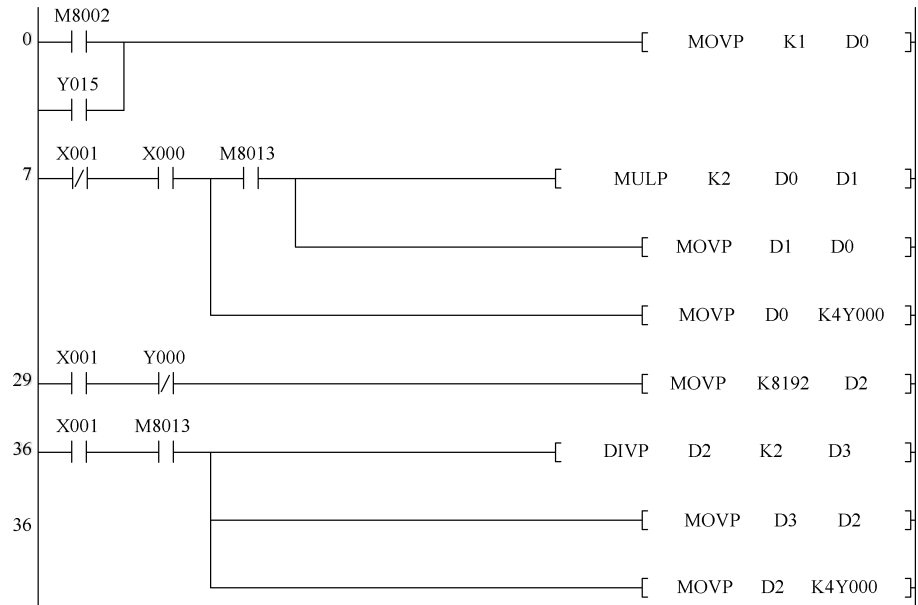 M8002
0 MOVP K1 D0
Y015
X001 X000 M8013
7 MULP K2 D0 D1
MOVP D1 D0
MOVP D0 K4Y000
X001 Y000
29 MOVP K8192 D2
X001 M8013
36 DIVP D2 K2 D3
36 MOVP D3 D2
MOVP D2 K4Y000